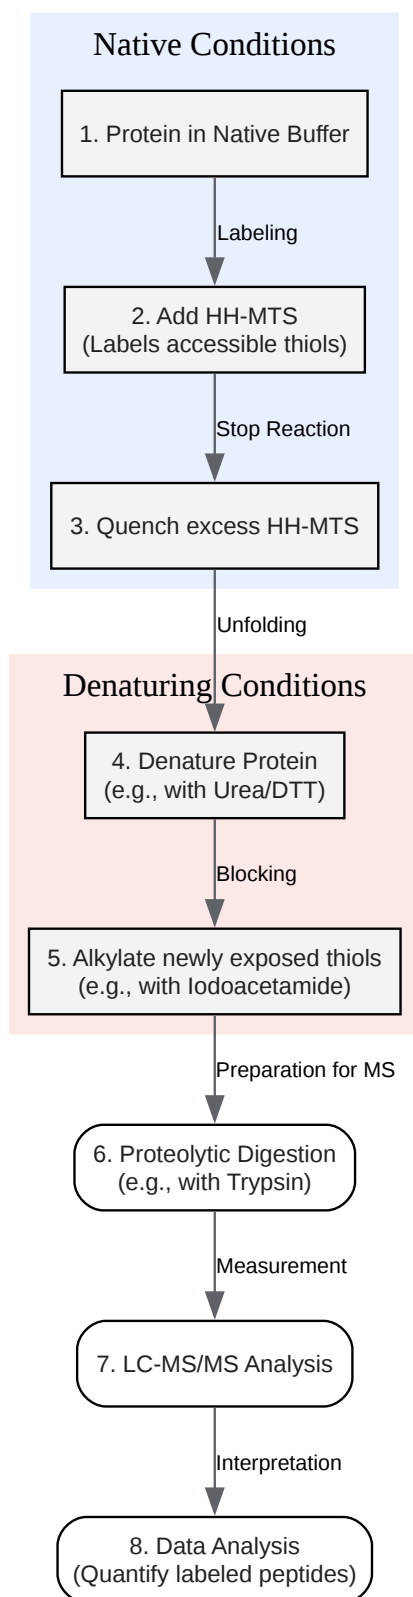 Native Conditions
1. Protein in Native Buffer
Labeling
2. Add HH-MTS
(Labels accessible thiols)
Stop Reaction
3. Quench excess HH-MTS
Unfolding
Denaturing Conditions
4. Denature Protein
(e.g., with Urea/DTT)
Blocking
5. Alkylate newly exposed thiols
(e.g., with Iodoacetamide)
Preparation for MS
6. Proteolytic Digestion
(e.g., with Trypsin)
Measurement
7. LC-MS/MS Analysis
Interpretation
8. Data Analysis
(Quantify labeled peptides)